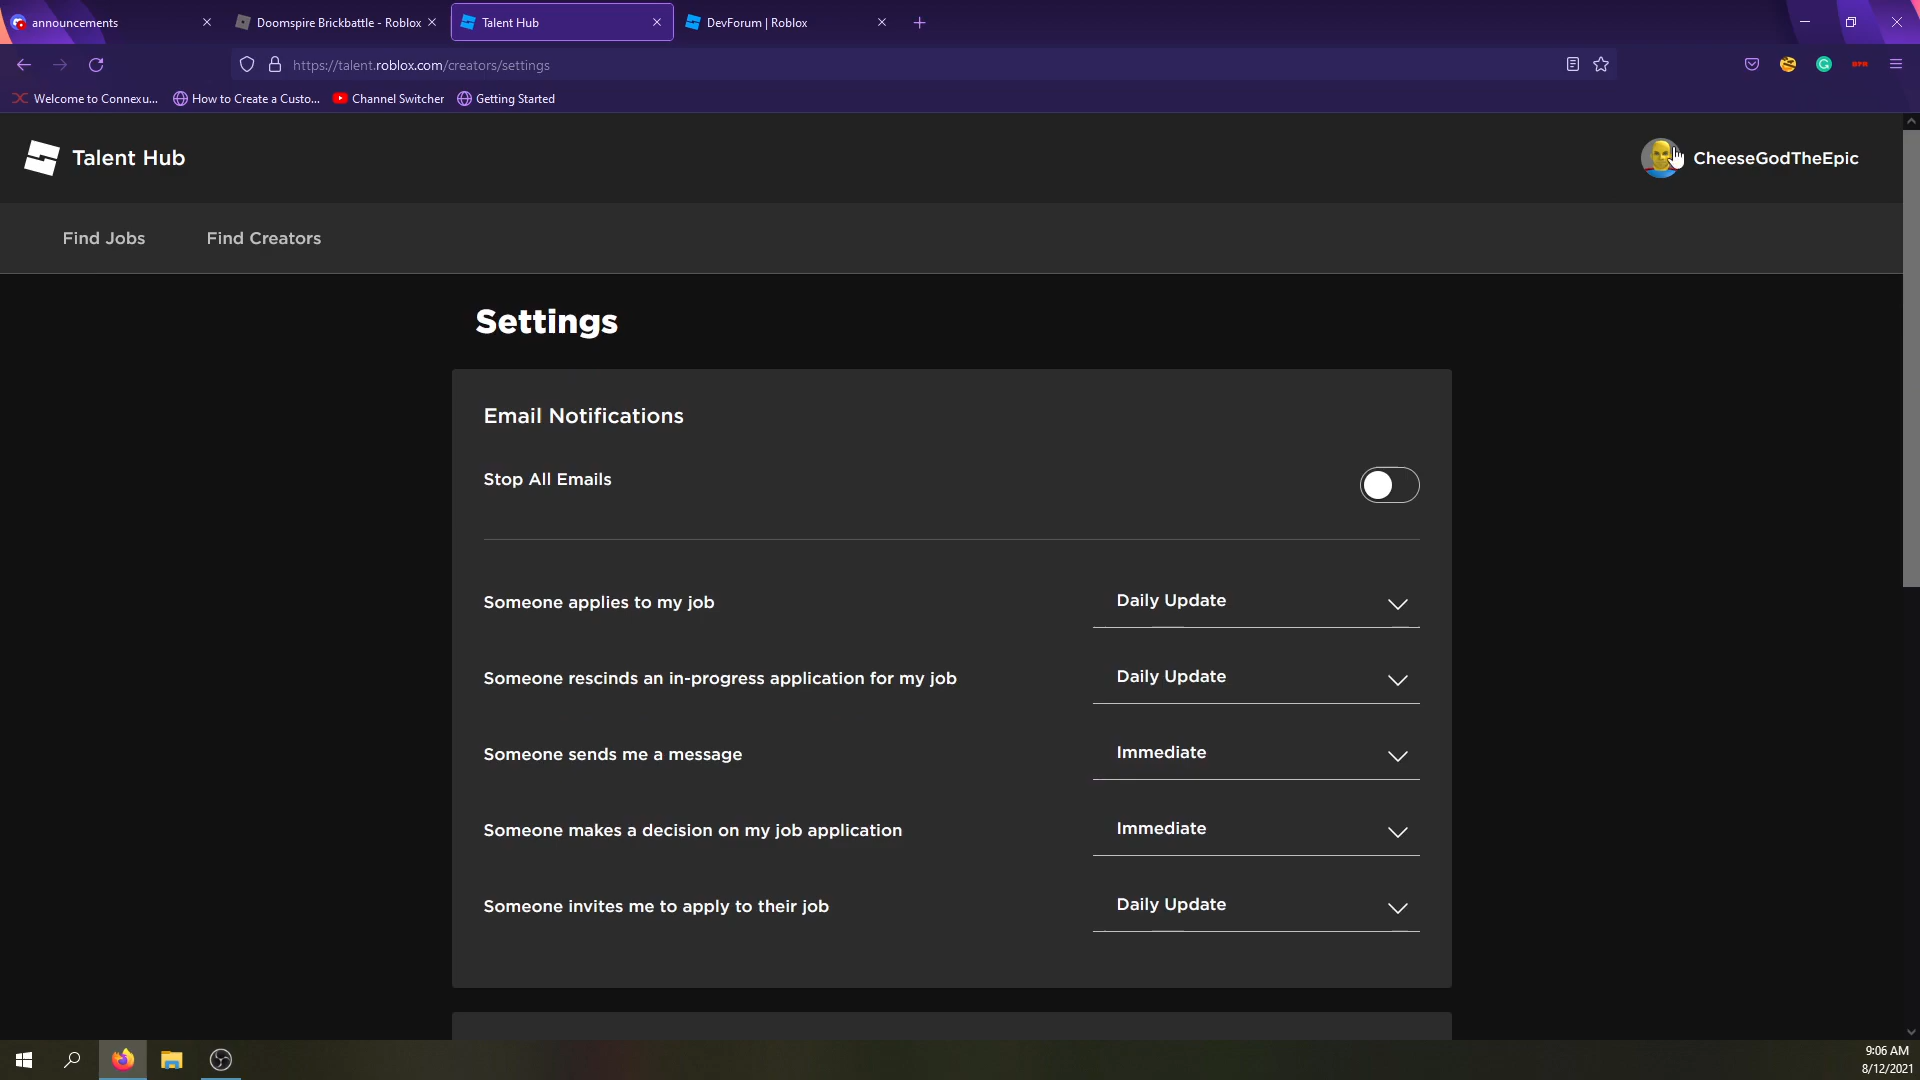 announcements
Doomspire Brickbattle - Roblox
Talent Hub
DevForum | Roblox
https://talent.roblox.com/creators/settings
Welcome to Connexu...
How to Create a Custo...
Channel Switcher
Getting Started
Talent Hub
CheeseGodTheEpic
Find Jobs
Find Creators
Settings
Email Notifications
Stop All Emails
Someone applies to my job
Daily Update
Someone rescinds an in-progress application for my job
Daily Update
Someone sends me a message
Immediate
Someone makes a decision on my job application
Immediate
Someone invites me to apply to their job
Daily Update
9:06 AM
8/12/2021